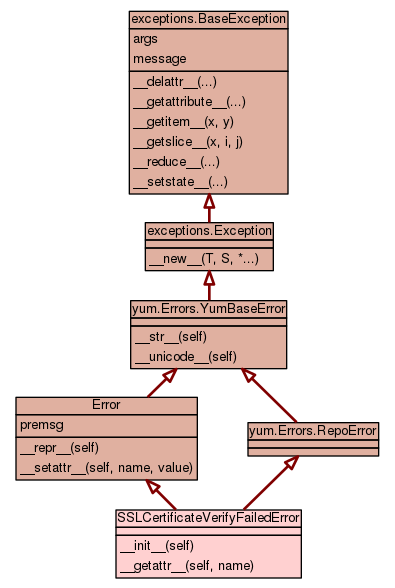 exceptions.BaseException
args
message
__delattr__(...)
__getattribute__(...)
__getitem__(x, y)
__getslice__(x, i, j)
__reduce__(...)
__setstate__(...)
exceptions.Exception
__new__(T, S, *...)
yum.Errors.YumBaseError
__str__(self)
__unicode__(self)
Error
premsg
__repr__(self)
__setattr__(self, name, value)
yum.Errors.RepoError
SSLCertificateVerifyFailedError
__init__(self)
__getattr__(self, name)